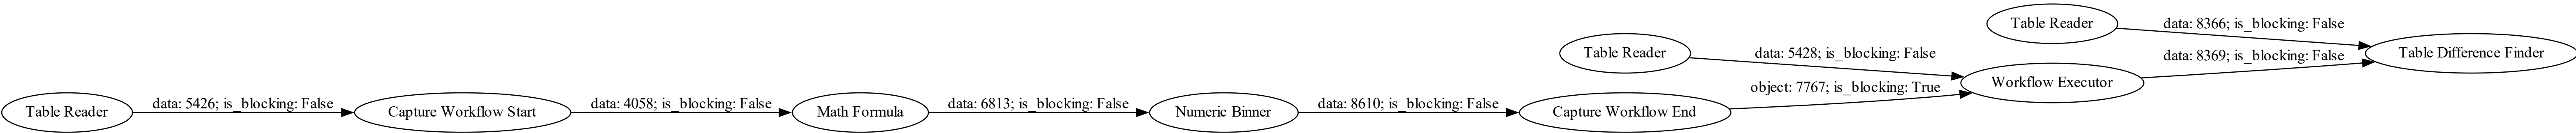 Table Reader
data: 8366; is_blocking: False
Table Reader
data: 5428; is_blocking: False
data: 8369; is_blocking: False
Table Difference Finder
Workflow Executor
object: 7767; is_blocking: True
Table Reader
data: 5426; is_blocking: False
Capture Workflow Start
data: 4058; is_blocking: False
Math Formula
data: 6813; is_blocking: False
Numeric Binner
data: 8610; is_blocking: False
Capture Workflow End